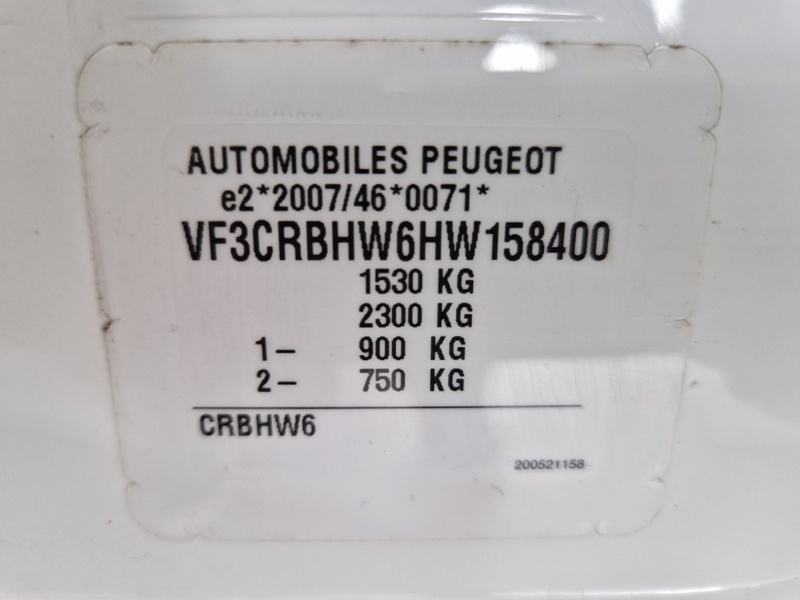 AUTOMOBILES PEUGEOT
e2*2007/46*0071*
VF3CRBHW6HW158400
1530 KG
2300 KG
1– 900 KG
2– 750 KG
CRBHW6
200521158